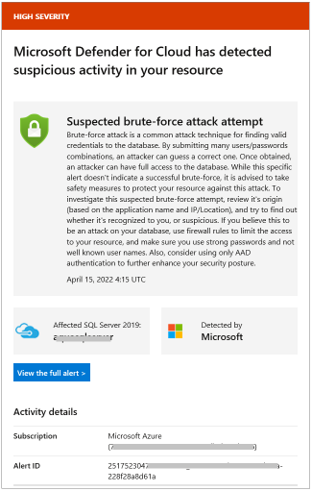 HIGH SEVERITY
Microsoft Defender for Cloud has detected
suspicious activity in your resource
Suspected brute-force attack attempt
Brute-force attack is a common attack technique for finding valid
credentials to the database. By submitting many users/passwords
combinations, an attacker can guess a correct one. Once obtained,
an attacker can have full access to the database. While this specific
alert doesn't indicate a successful brute-force, it is advised to take
safety measures to protect your resource against this attack. To
investigate this suspected brute-force attempt, review it's origin
(based on the application name and IP/Location), and try to find out
whether it's recognized to you, or suspicious. If you believe this to
be an attack on your database, use firewall rules to limit the access
to your resource, and make sure you use strong passwords and not
well known user names. Also, consider using only AAD
authentication to further enhance your security posture.
April 15, 2022 4:15 UTC
Affected SQL Server 2019:
Detected by
Microsoft
View the full alert >
Activity details
Subscription
Microsoft Azure
Alert ID
2517523047
228f28a8d61a